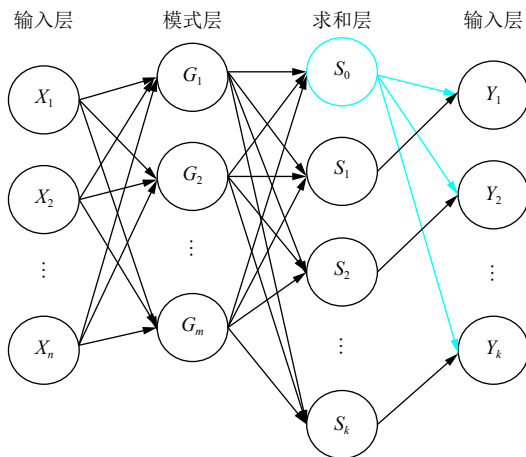 输入层 模式层 求和层 输入层
G₁ S₀
X₁ Y₁
G₂ S₁
X₂ Y₂
⋮ S₂
⋮ ⋮
Gₘ ⋮
Xₙ Yₖ
Sₖ